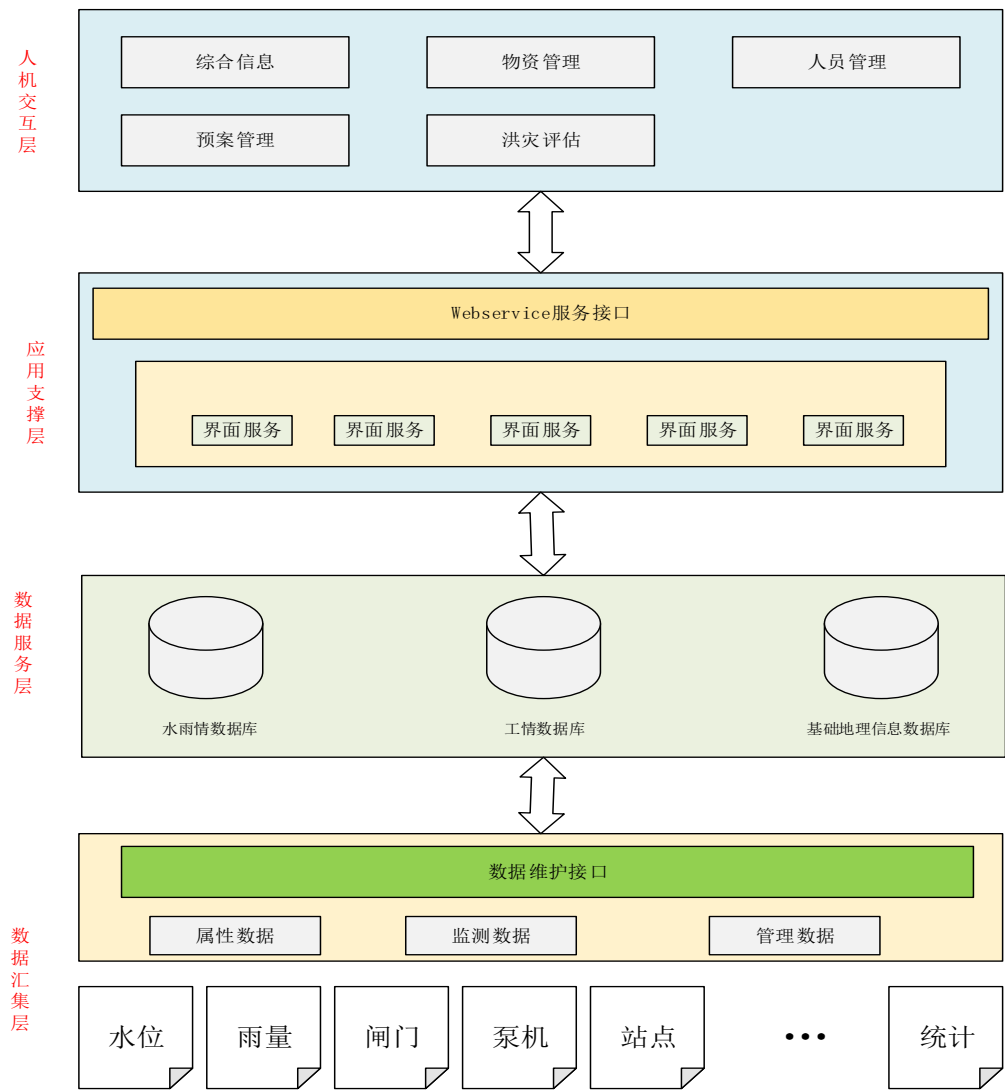 人机交互层
综合信息
物资管理
人员管理
预案管理
洪灾评估
应用支撑层
Webservice服务接口
界面服务
界面服务
界面服务
界面服务
界面服务
数据服务层
水雨情数据库
工情数据库
基础地理信息数据库
数据汇集层
数据维护接口
属性数据
监测数据
管理数据
水位
雨量
闸门
泵机
站点
•••
统计